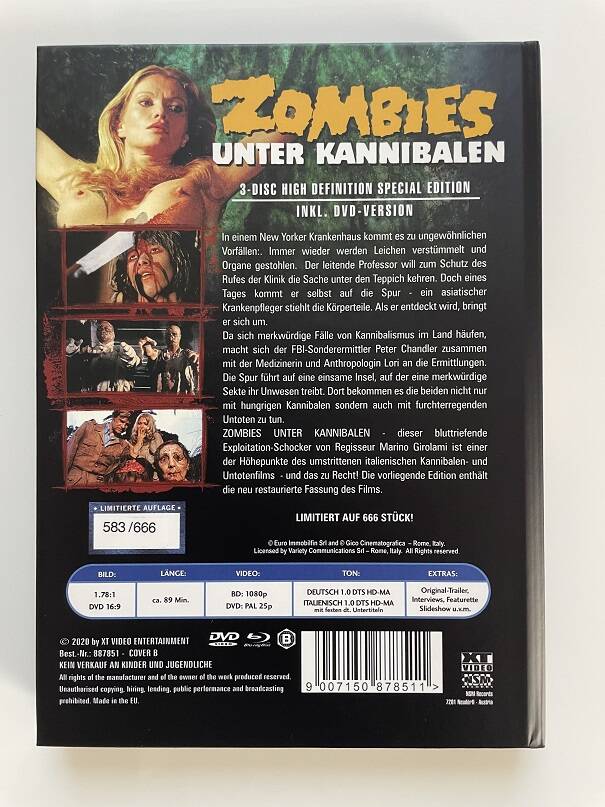 ZOMBIES
UNTER KANNIBALEN
3-DISC HIGH DEFINITION SPECIAL EDITION
INKL. DVD-VERSION
In einem New Yorker Krankenhaus kommt es zu ungewöhnlichen
Vorfällen:. Immer wieder werden Leichen verstümmelt und
Organe gestohlen. Der leitende Professor will zum Schutz des
Rufes der Klinik die Sache unter den Teppich kehren. Doch eines
Tages kommt er selbst auf die Spur - ein asiatischer
Krankenpfleger stiehlt die Körperteile. Als er entdeckt wird, bringt
er sich um.
Da sich merkwürdige Fälle von Kannibalismus im Land häufen,
macht sich der FBI-Sonderermittler Peter Chandler zusammen
mit der Medizinerin und Anthropologin Lori an die Ermittlungen.
Die Spur führt auf eine einsame Insel, auf der eine merkwürdige
Sekte ihr Unwesen treibt. Dort bekommen es die beiden nicht nur
mit hungrigen Kannibalen sondern auch mit furchterregenden
Untoten zu tun.
ZOMBIES UNTER KANNIBALEN - dieser bluttriefende
Exploitation-Schocker von Regisseur Marino Girolami ist einer
der Höhepunkte des umstrittenen italienischen Kannibalen- und
Untotenfilms - und das zu Recht! Die vorliegende Edition enthält
die neu restaurierte Fassung des Films.
• LIMITIERTE AUFLAGE •
583 /666
LIMITIERT AUF 666 STÜCK!
© Euro Immobilfin Srl and © Gico Cinematografica – Rome, Italy.
Licensed by Variety Communications Srl – Rome, Italy. All Rights reserved.
BILD: LÄNGE: VIDEO: TON: EXTRAS:
1.78:1
DVD 16:9
ca. 89 Min.
BD: 1080p
DVD: PAL 25p
DEUTSCH 1.0 DTS HD-MA
ITALIENISCH 1.0 DTS HD-MA
mit festen dt. Untertiteln
Original-Trailer,
Interviews, Featurette
Slideshow u.v.m.
© 2020 by XT VIDEO ENTERTAINMENT
Best.-Nr.: 887851 - COVER B
KEIN VERKAUF AN KINDER UND JUGENDLICHE
All rights of the manufacturer and of the owner of the work produced reserved.
Unauthorised copying, hiring, lending, public performance and broadcasting
prohibited. Made in the EU.
DVD VIDEO
Blu-ray Disc
B
9 007150 878511 >
XT
VIDEO
NSM
NSM Records
7201 Neudörfl - Austria